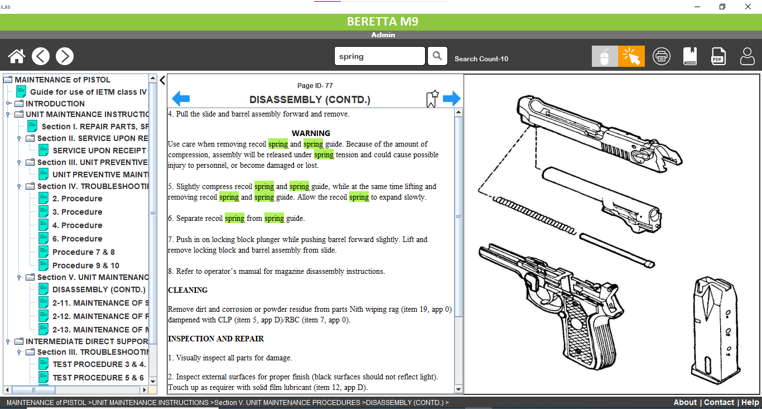 BERETTA M9
Admin
spring
Search Count-10
PDF
MAINTENANCE of PISTOL
Guide for use of IETM class IV
INTRODUCTION
UNIT MAINTENANCE INSTRUCTIO
Section I. REPAIR PARTS, SP
Section II. SERVICE UPON RE
SERVICE UPON RECEIPT
Section III. UNIT PREVENTIVE
UNIT PREVENTIVE MAINT
Section IV. TROUBLESHOOTI
2. Procedure
3. Procedure
4. Procedure
6. Procedure
Procedure 7 & 8
Procedure 9 & 10
Section V. UNIT MAINTENANC
DISASSEMBLY (CONTD.)
2-11. MAINTENANCE OF S
2-12. MAINTENANCE OF F
2-13. MAINTENANCE OF M
INTERMEDIATE DIRECT SUPPOR
Section III. TROUBLESHOOTING
TEST PROCEDURE 3 & 4.
TEST PROCEDURE 5 & 6
Page ID- 77
DISASSEMBLY (CONTD.)
4. Pull the slide and barrel assembly forward and remove.
WARNING
Use care when removing recoil spring and spring guide. Because of the amount of
compression, assembly will be released under spring tension and could cause possible
injury to personnel, or become damaged or lost.
5. Slightly compress recoil spring and spring guide, while at the same time lifting and
removing recoil spring and spring guide. Allow the recoil spring to expand slowly.
6. Separate recoil spring from spring guide.
7. Push in on locking block plunger while pushing barrel forward slightly. Lift and
remove locking block and barrel assembly from slide.
8. Refer to operator's manual for magazine disassembly instructions.
CLEANING
Remove dirt and corrosion or powder residue from parts Nith wiping rag (item 19, app 0)
dampened with CLP (item 5, app D)/RBC (item 7, app 0).
INSPECTION AND REPAIR
1. Visually inspect all parts for damage.
2. Inspect external surfaces for proper finish (black surfaces should not reflect light).
Touch up as requirer with solid film lubricant (item 12, app D).
MAINTENANCE of PISTOL >UNIT MAINTENANCE INSTRUCTIONS >Section V. UNIT MAINTENANCE PROCEDURES >DISASSEMBLY (CONTD.) >
About | Contact | Help